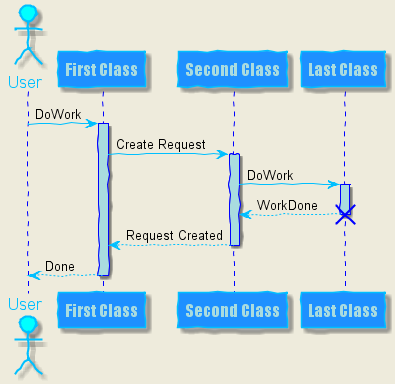 User
First Class
Second Class
Last Class
DoWork
Create Request
DoWork
WorkDone
Request Created
Done
User
First Class
Second Class
Last Class